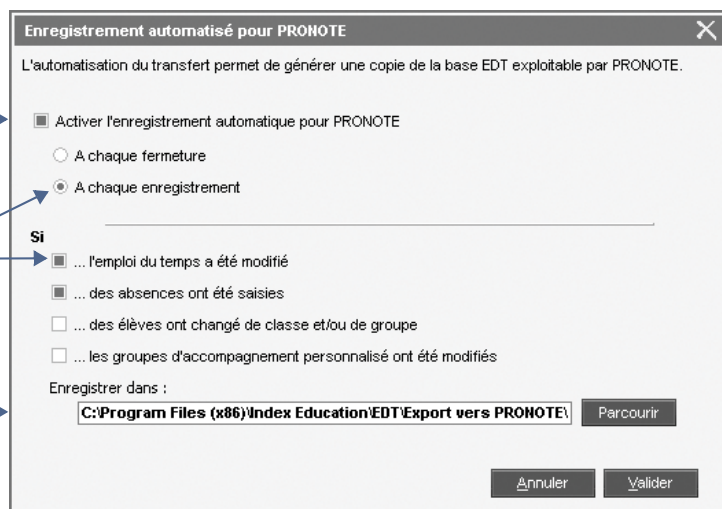 Enregistrement automatisé pour PRONOTE
L'automatisation du transfert permet de générer une copie de la base EDT exploitable par PRONOTE.
Activer l'enregistrement automatique pour PRONOTE
A chaque fermeture
A chaque enregistrement
Si
... l'emploi du temps a été modifié
... des absences ont été saisies
... des élèves ont changé de classe et/ou de groupe
... les groupes d'accompagnement personnalisé ont été modifiés
Enregistrer dans :
C:\Program Files (x86)\Index Education\EDT\Export vers PRONOTE\ Parcourir
Annuler Valider